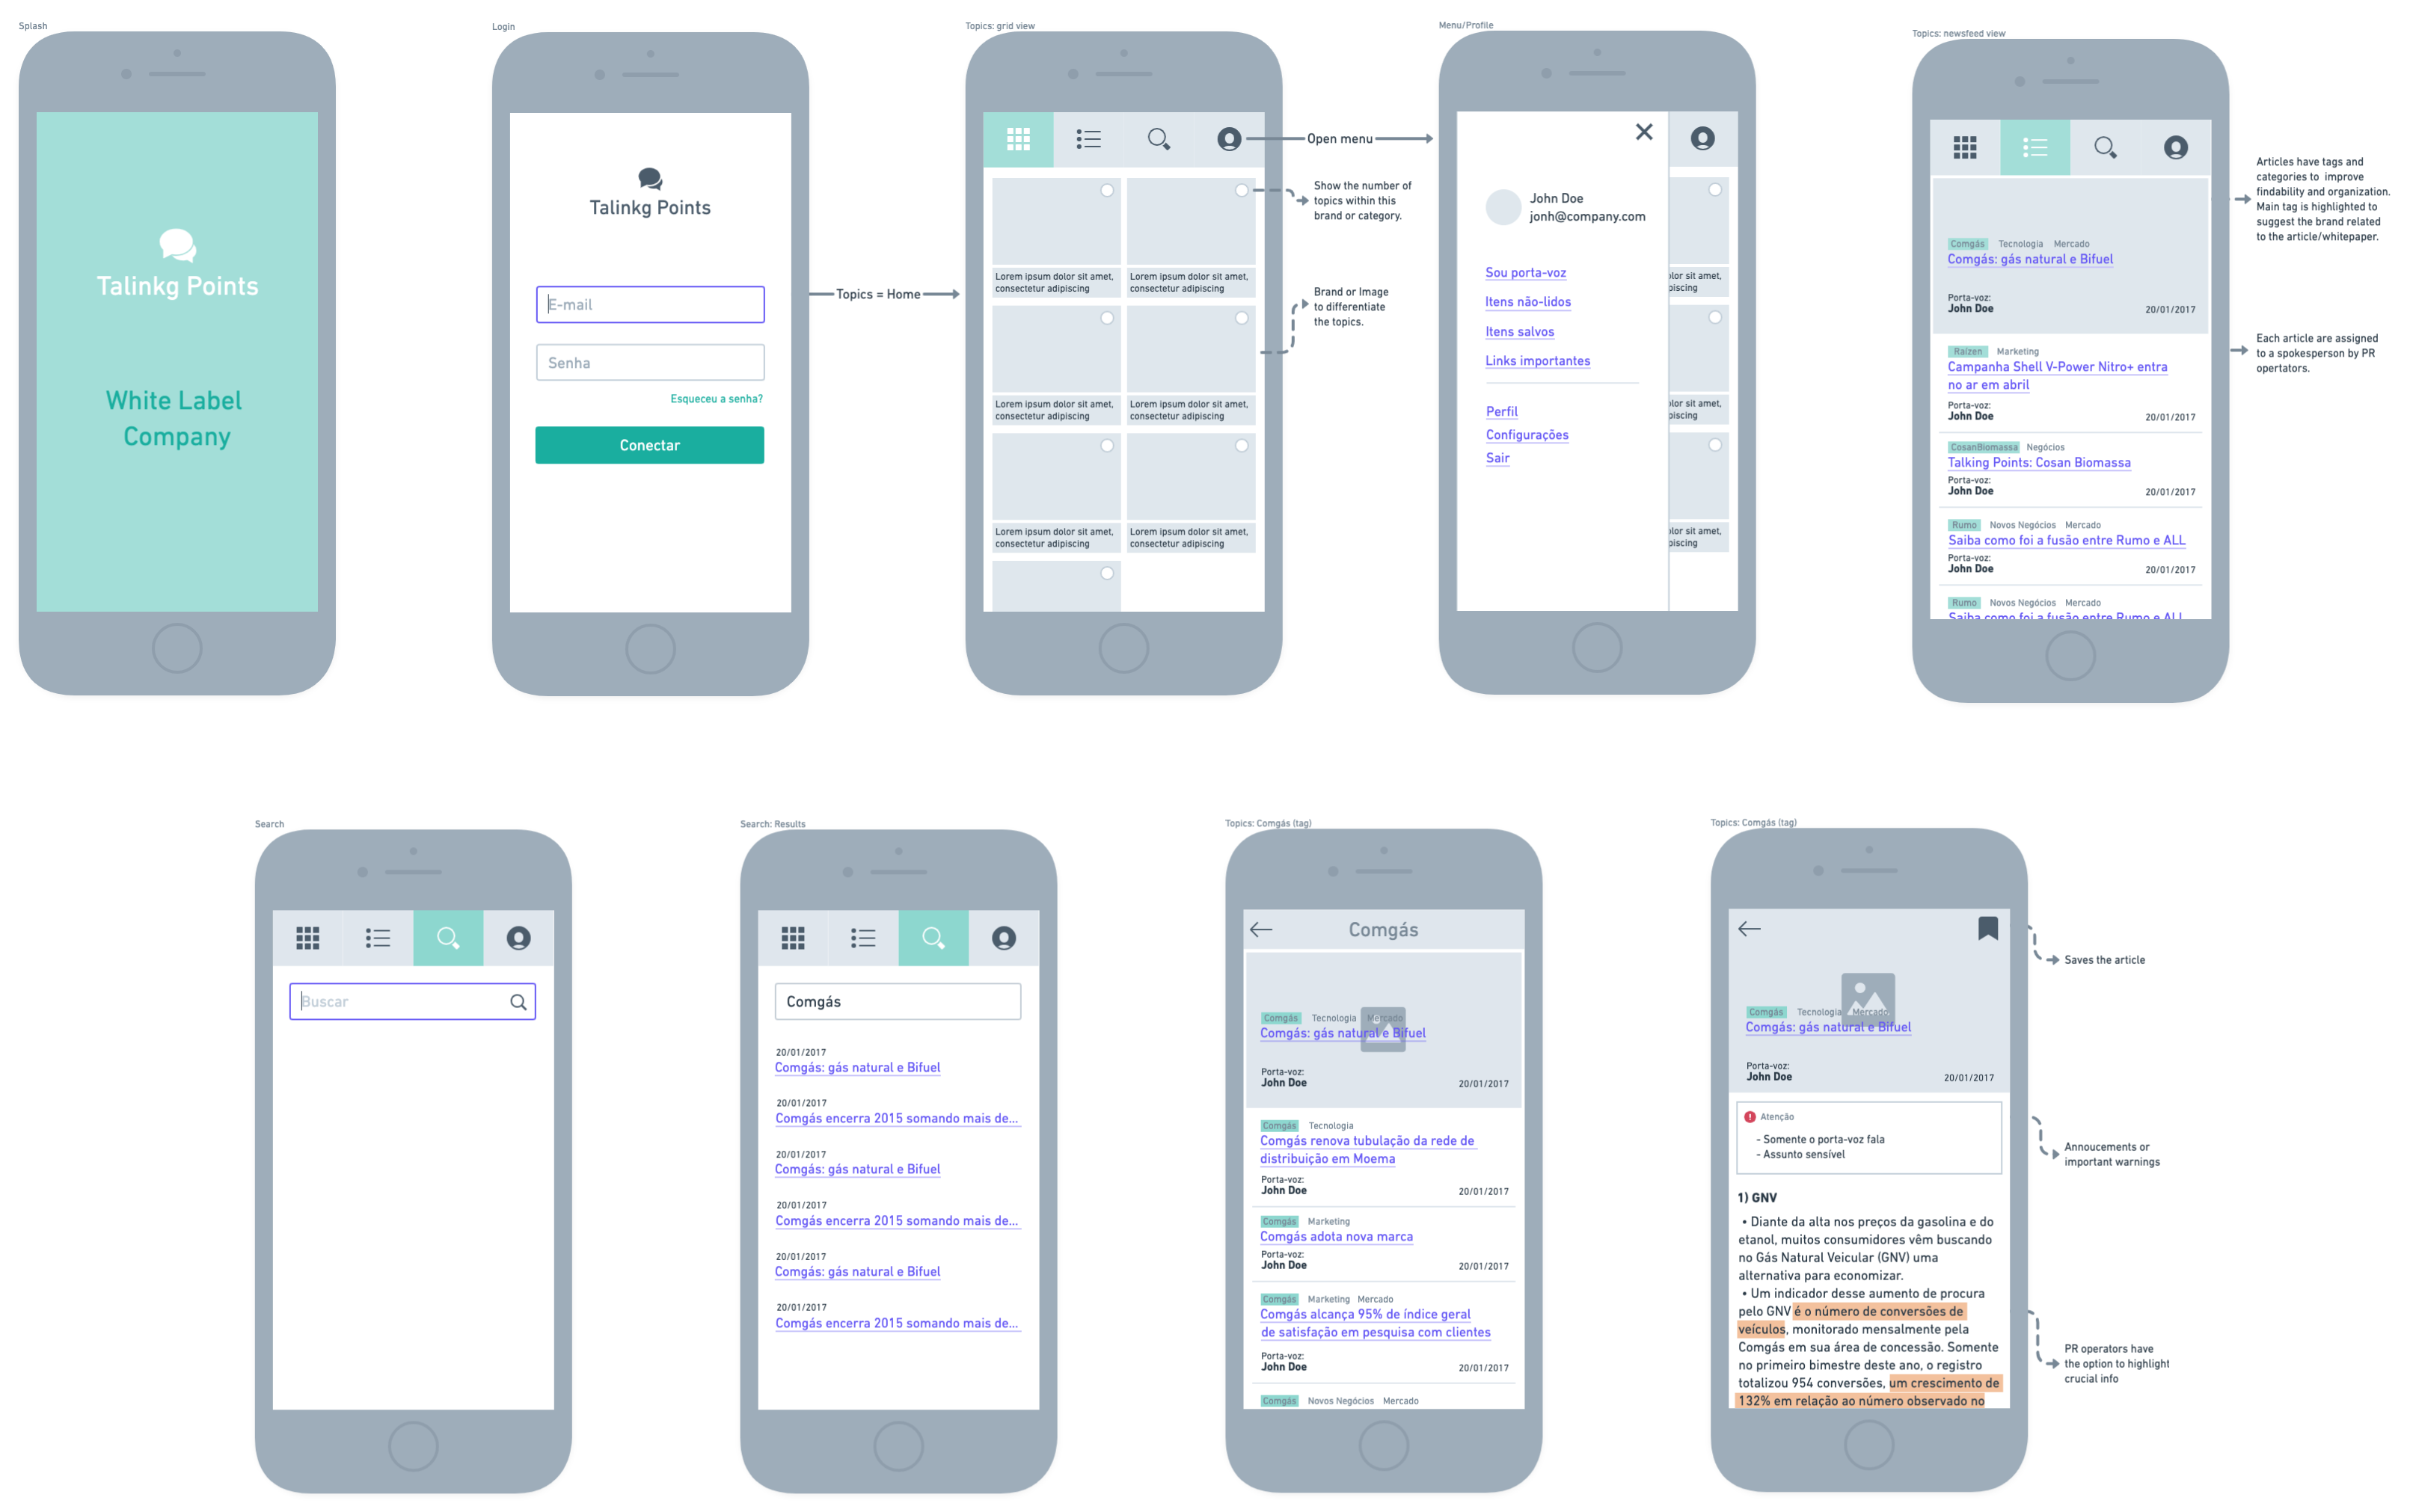 Splash
Talinkg Points
White Label
Company
Login
Talinkg Points
E-mail
Senha
Esqueceu a senha?
Conectar
Topics = Home
Topics: grid view
Lorem ipsum dolor sit amet,
consectetur adipiscing
Lorem ipsum dolor sit amet,
consectetur adipiscing
Lorem ipsum dolor sit amet,
consectetur adipiscing
Lorem ipsum dolor sit amet,
consectetur adipiscing
Lorem ipsum dolor sit amet,
consectetur adipiscing
Lorem ipsum dolor sit amet,
consectetur adipiscing
Open menu
Show the number of
topics within this
brand or category.
Brand or Image
to differentiate
the topics.
Menu/Profile
John Doe
jonh@company.com
Sou porta-voz
Itens não-lidos
Itens salvos
Links importantes
Perfil
Configurações
Sair
olor sit amet,
piscing
olor sit amet,
piscing
olor sit amet,
piscing
Topics: newsfeed view
Comgás Tecnologia Mercado
Comgás: gás natural e Bifuel
Porta-voz:
John Doe 20/01/2017
Raízen Marketing
Campanha Shell V-Power Nitro+ entra
no ar em abril
Porta-voz:
John Doe 20/01/2017
CosanBiomassa Negócios
Talking Points: Cosan Biomassa
Porta-voz:
John Doe 20/01/2017
Rumo Novos Negócios Mercado
Saiba como foi a fusão entre Rumo e ALL
Porta-voz:
John Doe 20/01/2017
Rumo Novos Negócios Mercado
Saiba como foi a fusão entre Rumo e ALL
Articles have tags and
categories to improve
findability and organization.
Main tag is highlighted to
suggest the brand related
to the article/whitepaper.
Each article are assigned
to a spokesperson by PR
opertators.
Search
Buscar
Search: Results
Comgás
20/01/2017
Comgás: gás natural e Bifuel
20/01/2017
Comgás encerra 2015 somando mais de...
20/01/2017
Comgás: gás natural e Bifuel
20/01/2017
Comgás encerra 2015 somando mais de...
20/01/2017
Comgás: gás natural e Bifuel
20/01/2017
Comgás encerra 2015 somando mais de...
Topics: Comgás (tag)
Comgás
Comgás Tecnologia Mercado
Comgás: gás natural e Bifuel
Porta-voz:
John Doe 20/01/2017
Comgás Tecnologia
Comgás renova tubulação da rede de
distribuição em Moema
Porta-voz:
John Doe 20/01/2017
Comgás Marketing
Comgás adota nova marca
Porta-voz:
John Doe 20/01/2017
Comgás Marketing Mercado
Comgás alcança 95% de índice geral
de satisfação em pesquisa com clientes
Porta-voz:
John Doe 20/01/2017
Comgás Novos Negócios Mercado
Topics: Comgás (tag)
Comgás Tecnologia Mercado
Comgás: gás natural e Bifuel
Porta-voz:
John Doe 20/01/2017
! Atenção
- Somente o porta-voz fala
- Assunto sensível
1) GNV
• Diante da alta nos preços da gasolina e do
etanol, muitos consumidores vêm buscando
no Gás Natural Veicular (GNV) uma
alternativa para economizar.
• Um indicador desse aumento de procura
pelo GNV é o número de conversões de
veículos, monitorado mensalmente pela
Comgás em sua área de concessão. Somente
no primeiro bimestre deste ano, o registro
totalizou 954 conversões, um crescimento de
132% em relação ao número observado no
Saves the article
Annoucements or
important warnings
PR operators have
the option to highlight
crucial info